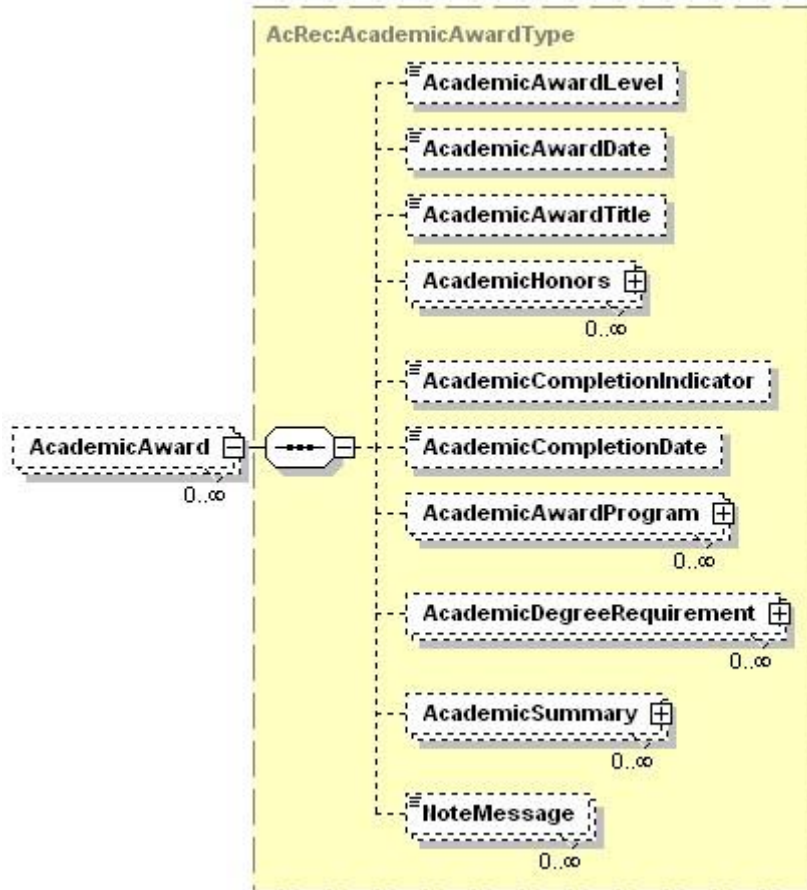 AcRec:AcademicAwardType
AcademicAwardLevel
AcademicAwardDate
AcademicAwardTitle
AcademicHonors
0..∞
AcademicCompletionIndicator
AcademicAward
0..∞
AcademicCompletionDate
AcademicAwardProgram
0..∞
AcademicDegreeRequirement
0..∞
AcademicSummary
0..∞
NoteMessage
0..∞